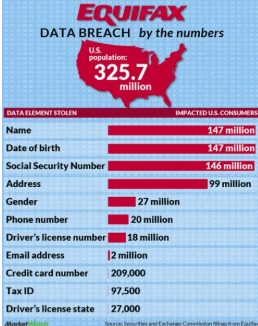 EQUIFAX
DATA BREACH by the numbers
U.S.
population:
325.7
million
DATA ELEMENT STOLEN IMPACTED U.S. CONSUMERS
Name 147 million
Date of birth 147 million
Social Security Number 146 million
Address 99 million
Gender 27 million
Phone number 20 million
Driver's license number 18 million
Email address 2 million
Credit card number 209,000
Tax ID 97,500
Driver's license state 27,000
MarketWatch Source: Securities and Exchange Commission filings from Equifax